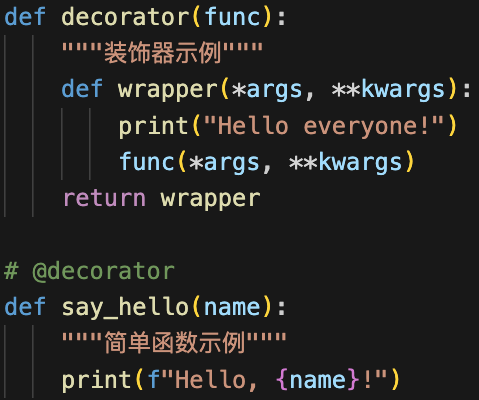 def decorator(func):
    """装饰器示例"""
    def wrapper(*args, **kwargs):
        print("Hello everyone!")
        func(*args, **kwargs)
    return wrapper

# @decorator
def say_hello(name):
    """简单函数示例"""
    print(f"Hello, {name}!")